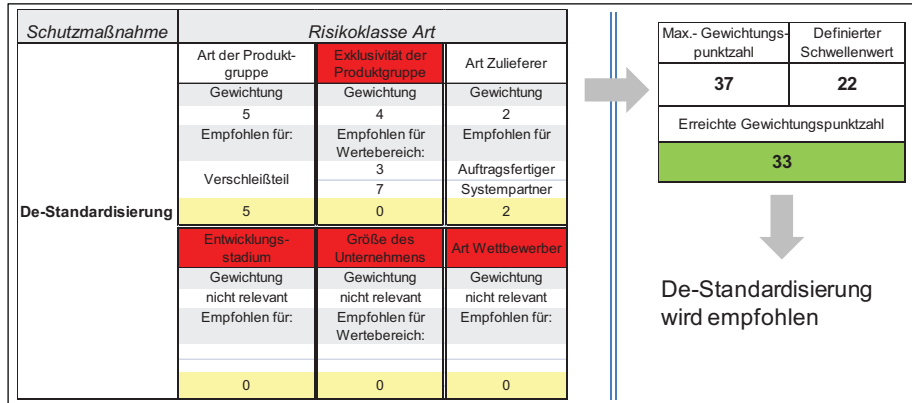 Schutzmaßnahme
Risikoklasse Art
Art der Produkt-
gruppe
Exklusivität der
Produktgruppe
Art Zulieferer
Gewichtung
Gewichtung
Gewichtung
5
4
2
Empfohlen für:
Empfohlen für
Wertebereich:
Empfohlen für
Verschleißteil
3
7
Auftragsfertiger
Systempartner
De-Standardisierung
5
0
2
Entwicklungs-
stadium
Größe des
Unternehmens
Art Wettbewerber
Gewichtung
Gewichtung
Gewichtung
nicht relevant
nicht relevant
nicht relevant
Empfohlen für:
Empfohlen für
Wertebereich:
Empfohlen für:
0
0
0
Max.- Gewichtungs-
punktzahl
Definierter
Schwellenwert
37
22
Erreichte Gewichtungspunktzahl
33
De-Standardisierung
wird empfohlen